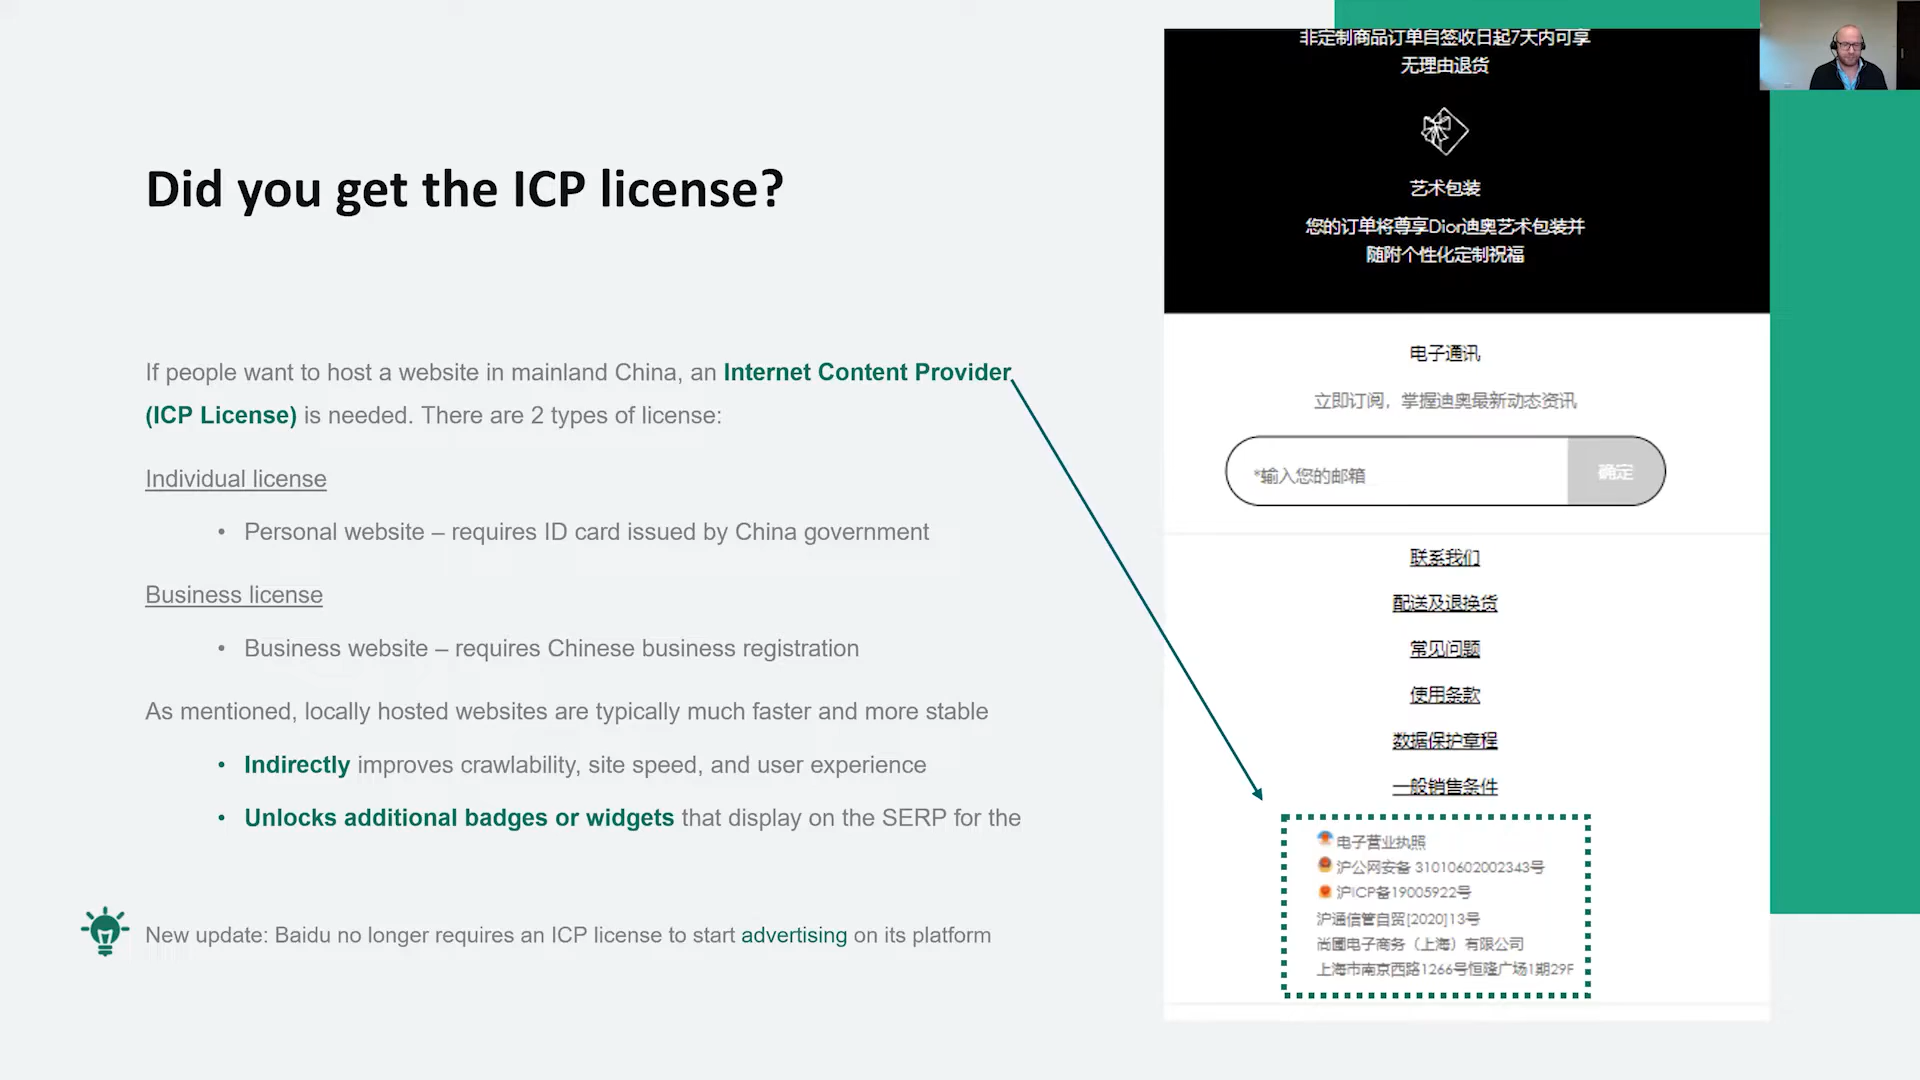 Did you get the ICP license?
If people want to host a website in mainland China, an Internet Content Provider
(ICP License) is needed. There are 2 types of license:
Individual license
• Personal website – requires ID card issued by China government
Business license
• Business website – requires Chinese business registration
As mentioned, locally hosted websites are typically much faster and more stable
• Indirectly improves crawlability, site speed, and user experience
• Unlocks additional badges or widgets that display on the SERP for the
New update: Baidu no longer requires an ICP license to start advertising on its platform
非定制商品订单自签收日起7天内可享
无理由退货
艺术包装
您的订单将尊享Dior迪奥艺术包装并
随附个性化定制祝福
电子通讯
立即订阅，掌握迪奥最新动态资讯
*输入您的邮箱
确定
联系我们
配送及退换货
常见问题
使用条款
数据保护章程
一般销售条件
电子营业执照
沪公网安备 31010602002343号
沪ICP备19005922号
沪通信管自贸[2020]13号
尚圃电子商务（上海）有限公司
上海市南京西路1266号恒隆广场1期29F